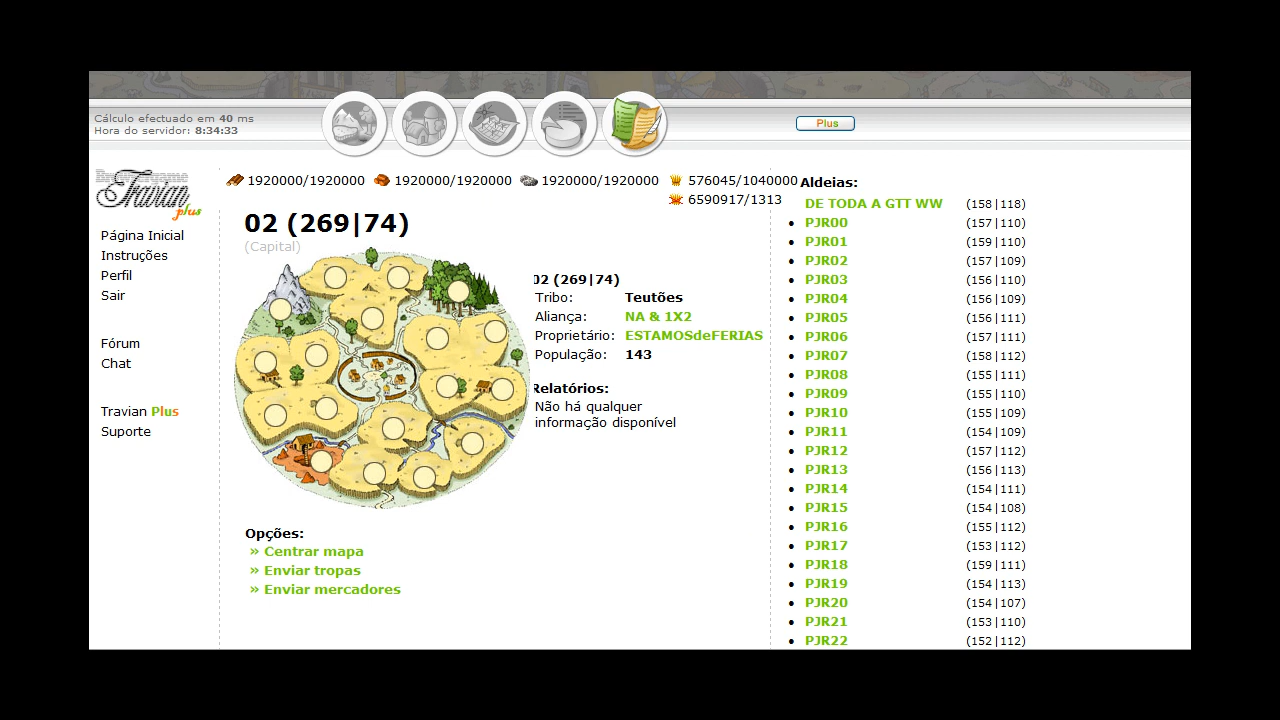 Cálculo efectuado em 40 ms
Hora do servidor: 8:34:33
Plus
Travian
plus
Página Inicial
Instruções
Perfil
Sair
Fórum
Chat
Travian Plus
Suporte
1920000/1920000 1920000/1920000 1920000/1920000 576045/1040000
6590917/1313
02 (269|74)
(Capital)
02 (269|74)
Tribo: Teutões
Aliança: NA & 1X2
Proprietário: ESTAMOSdeFERIAS
População: 143
Relatórios:
Não há qualquer
informação disponível
Opções:
» Centrar mapa
» Enviar tropas
» Enviar mercadores
Aldeias:
DE TODA A GTT WW (158|118)
• PJR00 (157|110)
• PJR01 (159|110)
• PJR02 (157|109)
• PJR03 (156|110)
• PJR04 (156|109)
• PJR05 (156|111)
• PJR06 (157|111)
• PJR07 (158|112)
• PJR08 (155|111)
• PJR09 (155|110)
• PJR10 (155|109)
• PJR11 (154|109)
• PJR12 (157|112)
• PJR13 (156|113)
• PJR14 (154|111)
• PJR15 (154|108)
• PJR16 (155|112)
• PJR17 (153|112)
• PJR18 (159|111)
• PJR19 (154|113)
• PJR20 (154|107)
• PJR21 (153|110)
• PJR22 (152|112)